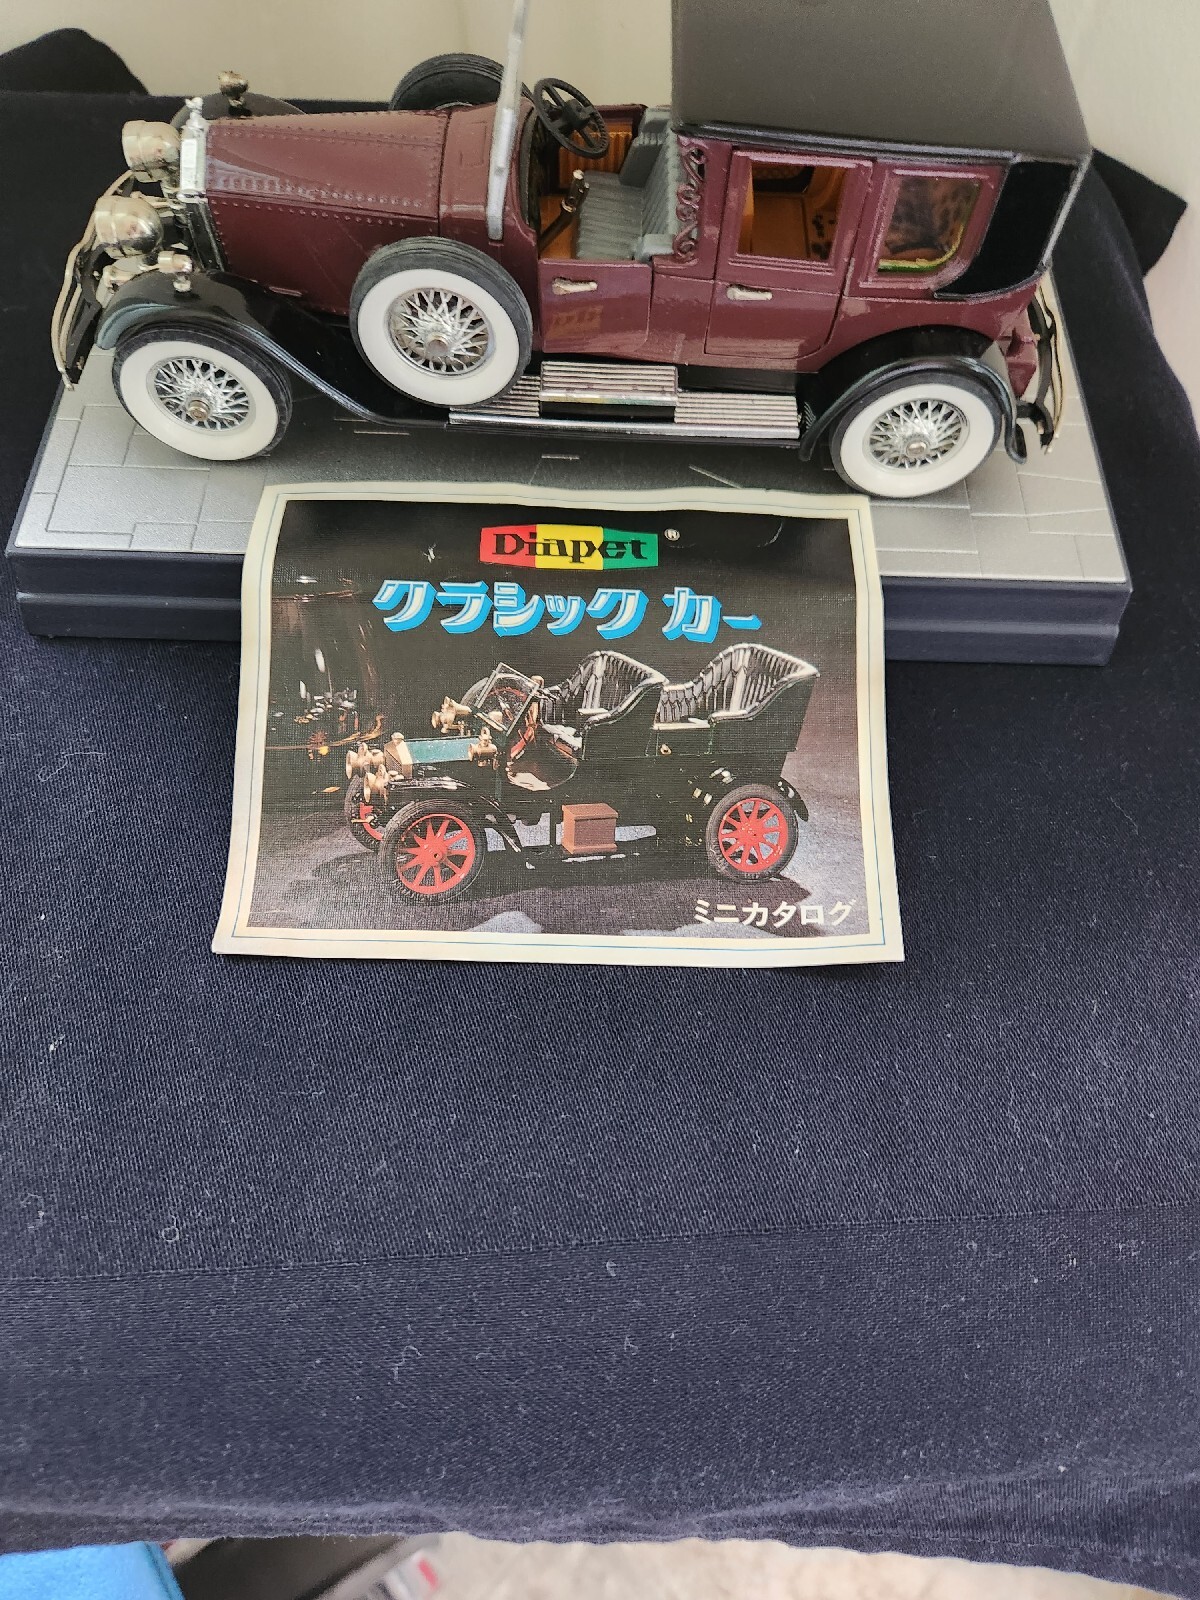 Diapet ®
クラシック カー
ミニカタログ